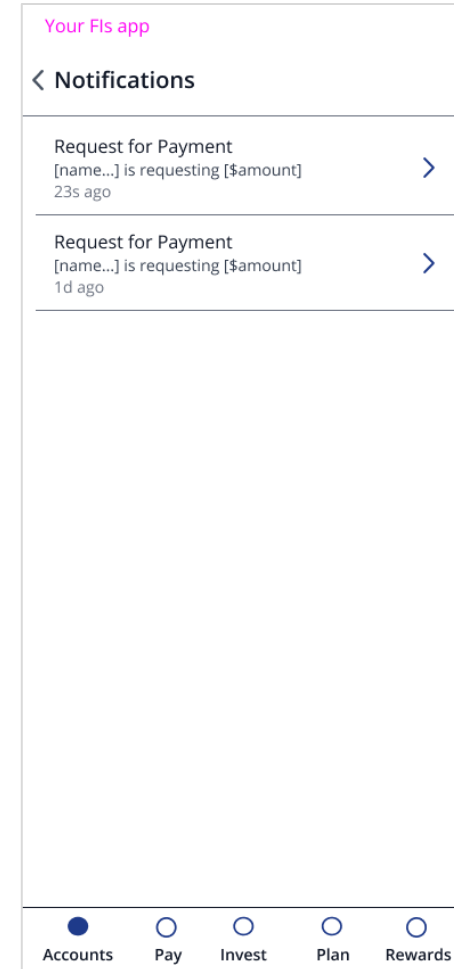 Your FIs app
Notifications
Request for Payment
[name...] is requesting [$amount]
23s ago
Request for Payment
[name...] is requesting [$amount]
1d ago
Accounts Pay Invest Plan Rewards